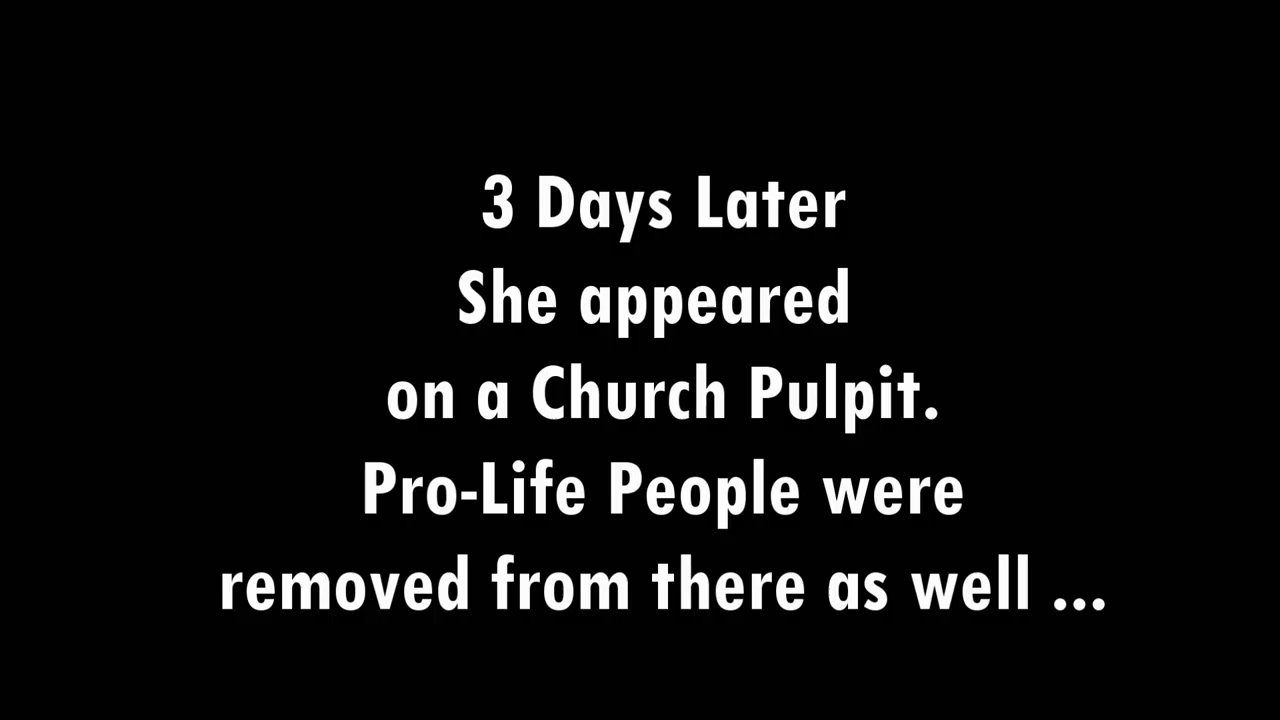 3 Days Later
She appeared
on a Church Pulpit.
Pro-Life People were
removed from there as well ...